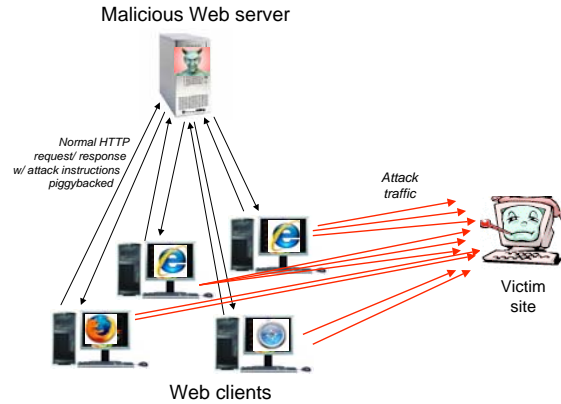 Malicious Web server
Normal HTTP
request/ response
w/ attack instructions
piggybacked
Attack
traffic
Victim
site
Web clients